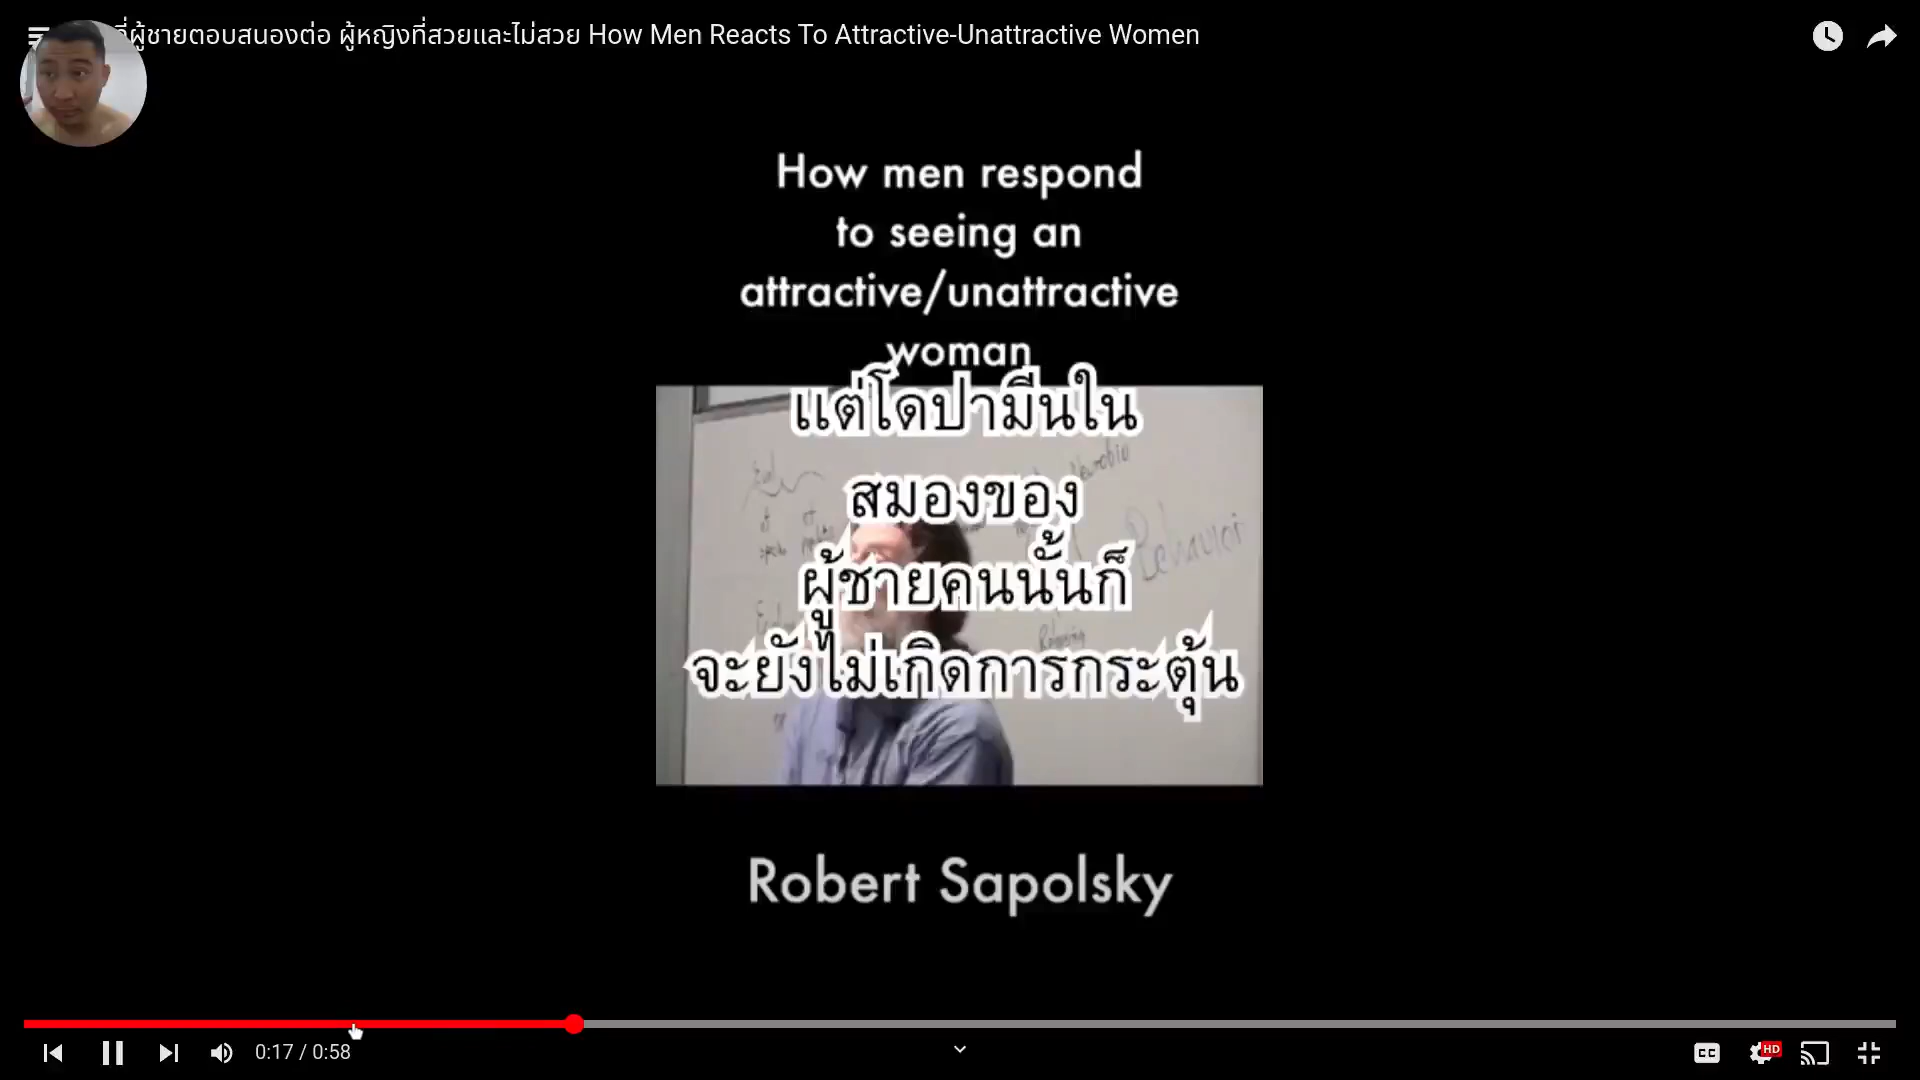 ี่ผู้ชายตอบสนองต่อ ผู้หญิงที่สวยและไม่สวย How Men Reacts To Attractive-Unattractive Women
How men respond
to seeing an
attractive/unattractive
woman
แต่โดปามีนใน
สมองของ
ผู้ชายคนนั้นก็
จะยังไม่เกิดการกระตุ้น
Behavior
Robert Sapolsky
0:17 / 0:58
CC
HD